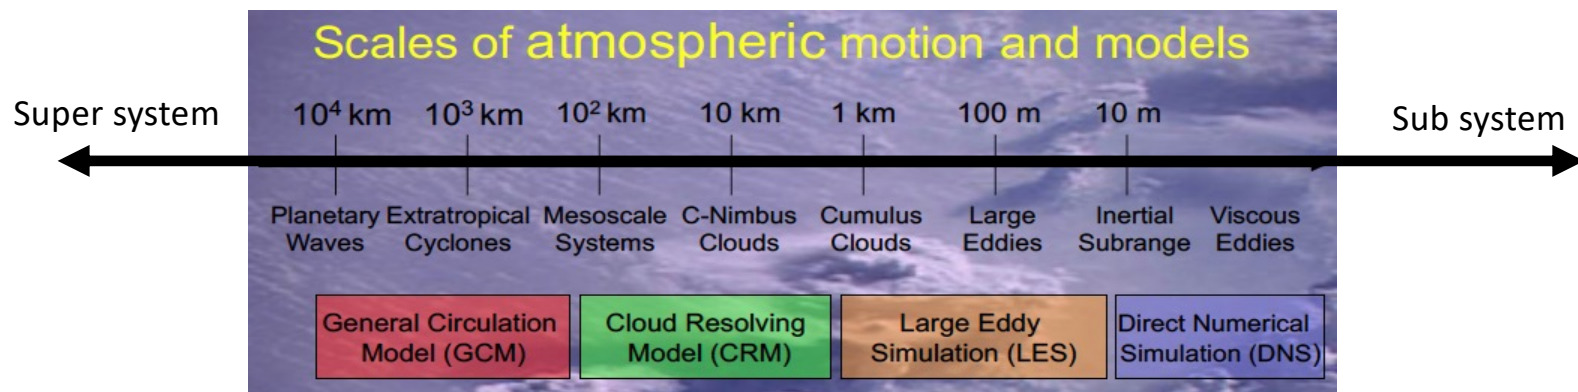 Scales of atmospheric motion and models
Super system
10⁴ km 10³ km 10² km 10 km 1 km 100 m 10 m
Sub system
Planetary Extratropical Mesoscale C-Nimbus Cumulus Large Inertial Viscous
Waves Cyclones Systems Clouds Clouds Eddies Subrange Eddies
General Circulation Cloud Resolving Large Eddy Direct Numerical
Model (GCM) Model (CRM) Simulation (LES) Simulation (DNS)